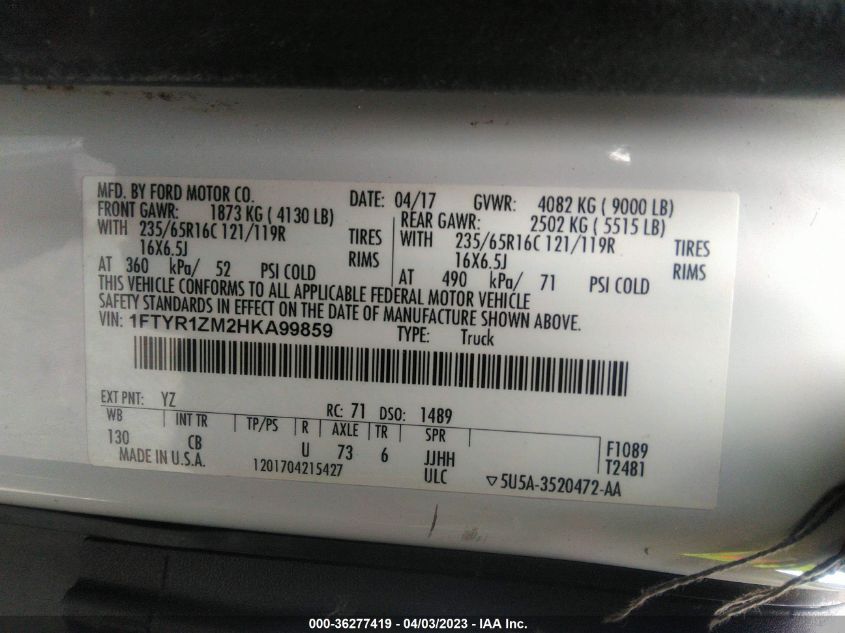 MFD. BY FORD MOTOR CO. DATE: 04/17 GVWR: 4082 KG ( 9000 LB)
FRONT GAWR: 1873 KG ( 4130 LB) REAR GAWR: 2502 KG ( 5515 LB)
WITH 235/65R16C 121/119R TIRES WITH 235/65R16C 121/119R TIRES
16X6.5J RIMS 16X6.5J RIMS
AT 360 kPa/ 52 PSI COLD AT 490 kPa/ 71 PSI COLD
THIS VEHICLE CONFORMS TO ALL APPLICABLE FEDERAL MOTOR VEHICLE
SAFETY STANDARDS IN EFFECT ON THE DATE OF MANUFACTURE SHOWN ABOVE.
VIN: 1FTYR1ZM2HKA99859 TYPE: Truck
EXT PNT: YZ RC: 71 DSO: 1489
WB INT TR TP/PS R AXLE TR SPR F1089
130 CB U 73 6 JJHH T2481
MADE IN U.S.A. 1201704215427 ULC ▽5U5A-3520472-AA
000-36277419 - 04/03/2023 - IAA Inc.